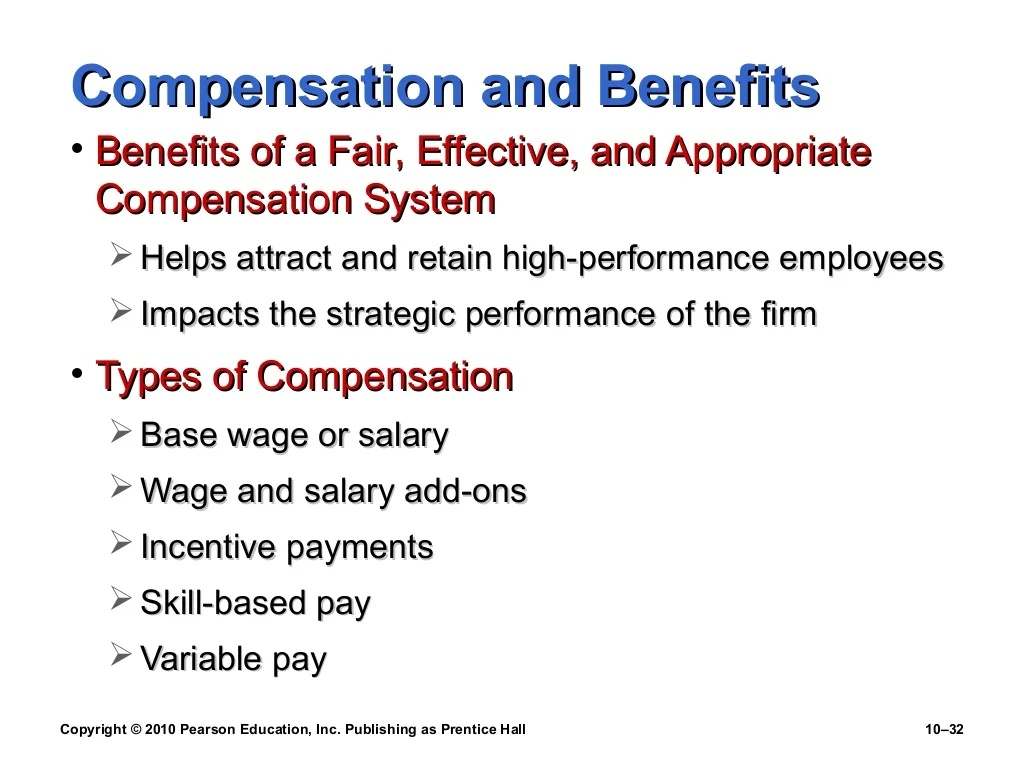 Compensation and Benefits
• Benefits of a Fair, Effective, and Appropriate
Compensation System
➢ Helps attract and retain high-performance employees
➢ Impacts the strategic performance of the firm
• Types of Compensation
➢ Base wage or salary
➢ Wage and salary add-ons
➢ Incentive payments
➢ Skill-based pay
➢ Variable pay
Copyright © 2010 Pearson Education, Inc. Publishing as Prentice Hall
10–32